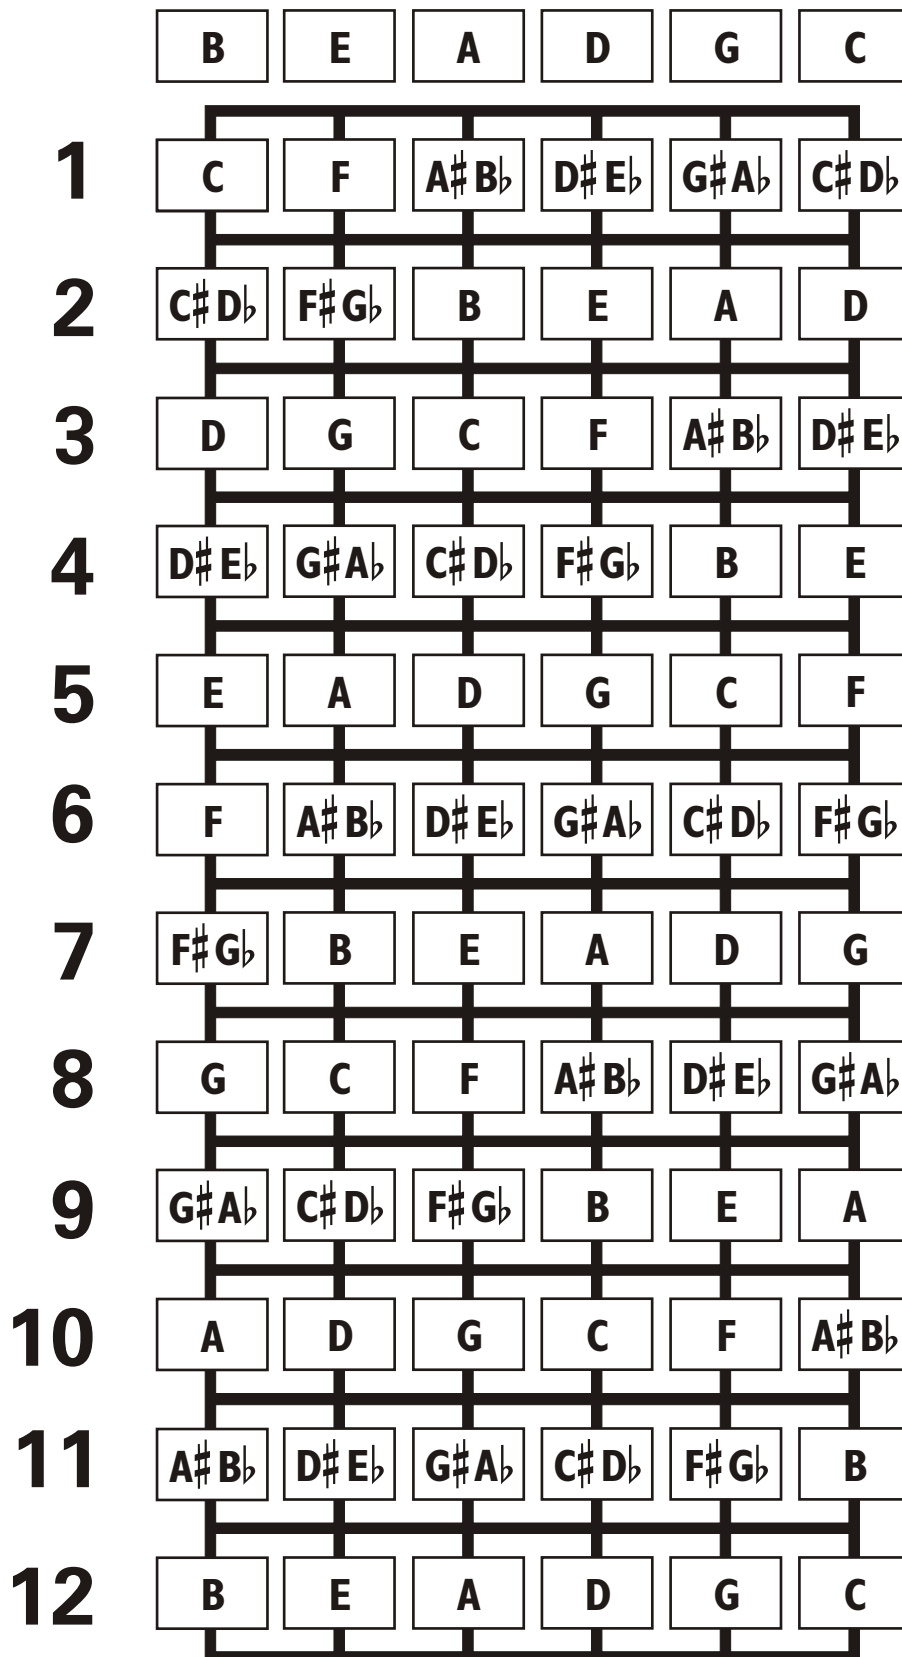 B E A D G C
1 C F A♯B♭ D♯E♭ G♯A♭ C♯D♭
2 C♯D♭ F♯G♭ B E A D
3 D G C F A♯B♭ D♯E♭
4 D♯E♭ G♯A♭ C♯D♭ F♯G♭ B E
5 E A D G C F
6 F A♯B♭ D♯E♭ G♯A♭ C♯D♭ F♯G♭
7 F♯G♭ B E A D G
8 G C F A♯B♭ D♯E♭ G♯A♭
9 G♯A♭ C♯D♭ F♯G♭ B E A
10 A D G C F A♯B♭
11 A♯B♭ D♯E♭ G♯A♭ C♯D♭ F♯G♭ B
12 B E A D G C